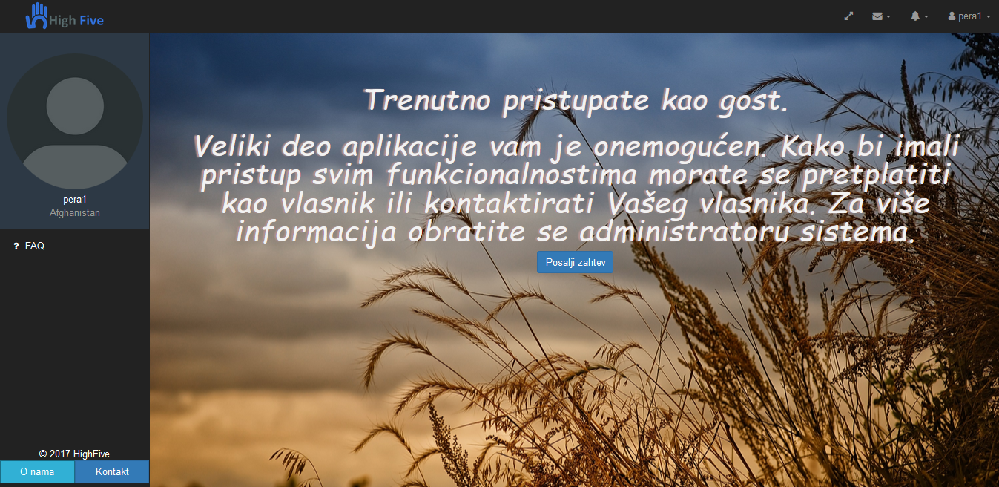 High Five
pera1
pera1
Afghanistan
FAQ
© 2017 HighFive
O nama
Kontakt
Trenutno pristupate kao gost.
Veliki deo aplikacije vam je onemogućen. Kako bi imali
pristup svim funkcionalnostima morate se pretplatiti
kao vlasnik ili kontaktirati Vašeg vlasnika. Za više
informacija obratite se administratoru sistema.
Posalji zahtev